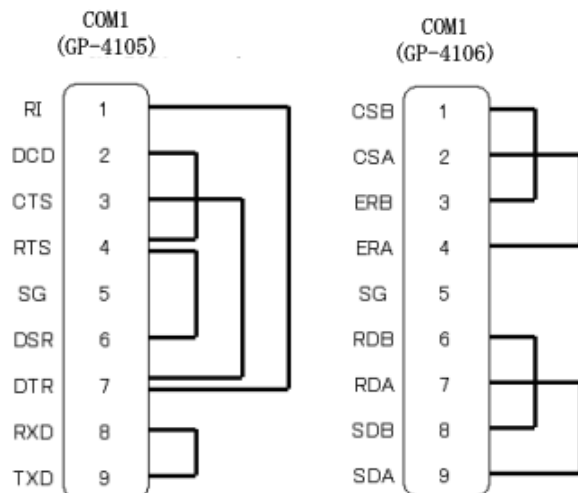 COM1
(GP-4105)
RI 1
DCD 2
CTS 3
RTS 4
SG 5
DSR 6
DTR 7
RXD 8
TXD 9
COM1
(GP-4106)
CSB 1
CSA 2
ERB 3
ERA 4
SG 5
RDB 6
RDA 7
SDB 8
SDA 9